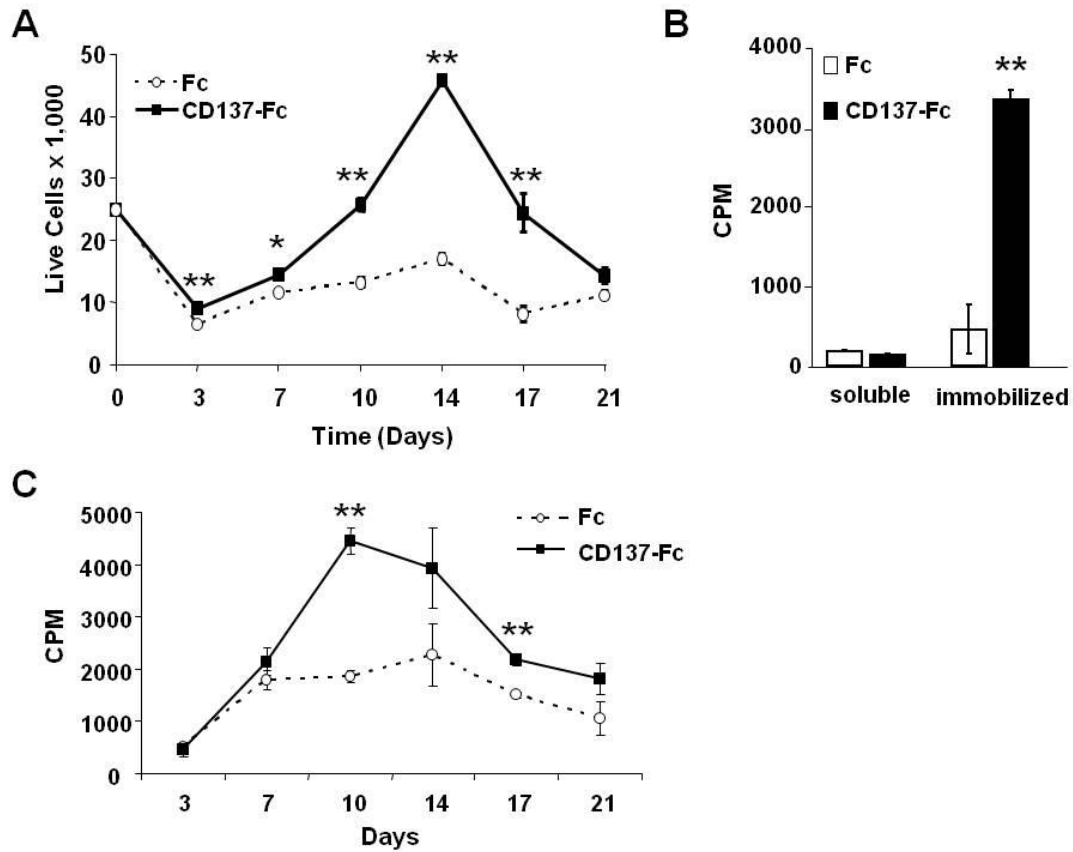 A
50
40
30
20
10
0
Live Cells x 1,000
Fc
CD137-Fc
**
*
**
**
**
0 3 7 10 14 17 21
Time (Days)
B
4000
3000
2000
1000
0
CPM
Fc
CD137-Fc
**
soluble immobilized
C
5000
4000
3000
2000
1000
0
CPM
Fc
CD137-Fc
**
**
3 7 10 14 17 21
Days